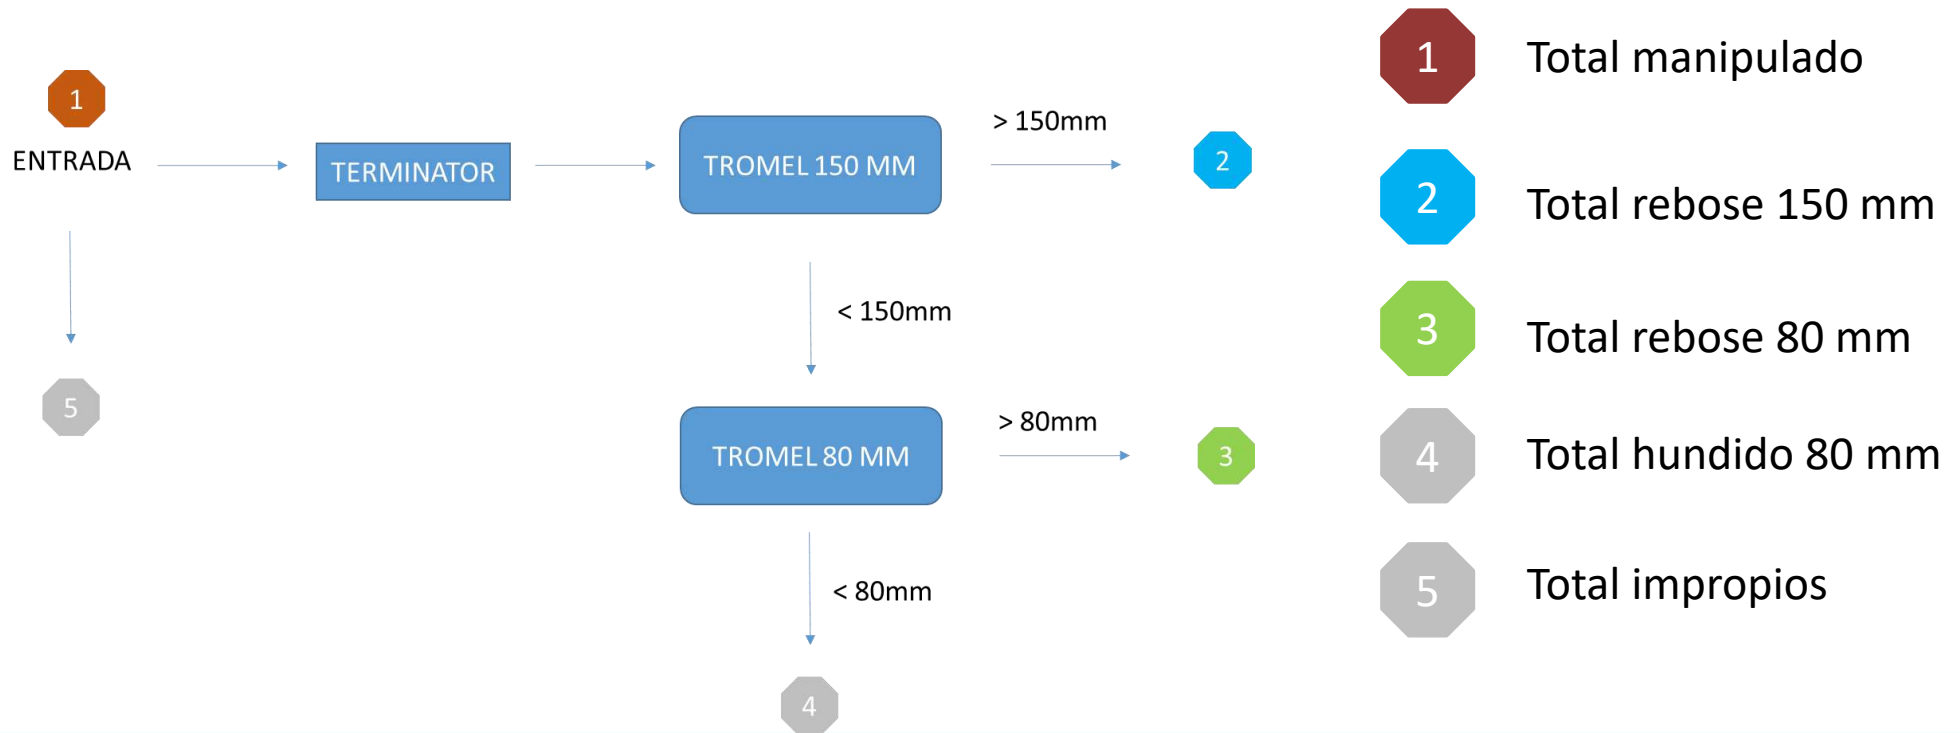 1
ENTRADA
TERMINATOR
TROMEL 150 MM
> 150mm
2
< 150mm
5
TROMEL 80 MM
> 80mm
3
< 80mm
4
1 Total manipulado
2 Total rebose 150 mm
3 Total rebose 80 mm
4 Total hundido 80 mm
5 Total impropios